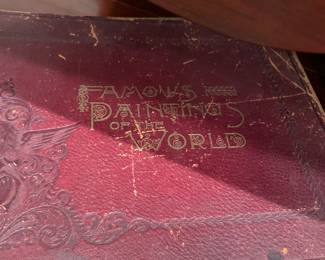 FAMOUS
PAINTINGS
OF THE
WORLD